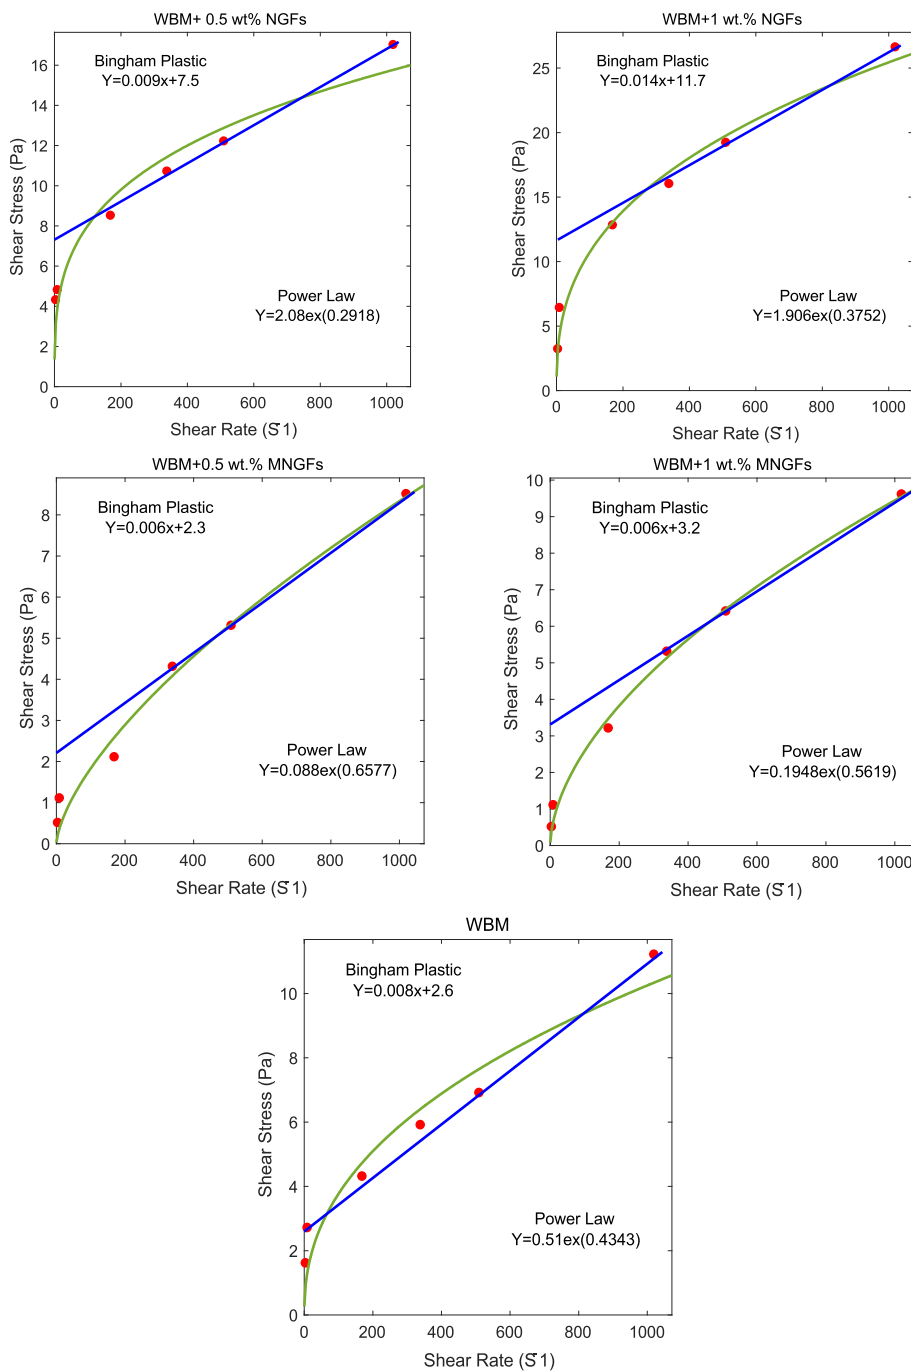 WBM+ 0.5 wt% NGFs
Bingham Plastic
Y=0.009x+7.5
Power Law
Y=2.08ex(0.2918)
Shear Stress (Pa)
0
2
4
6
8
10
12
14
16
0 200 400 600 800 1000
Shear Rate (S̄ 1)
WBM+1 wt.% NGFs
Bingham Plastic
Y=0.014x+11.7
Power Law
Y=1.906ex(0.3752)
Shear Stress (Pa)
0
5
10
15
20
25
0 200 400 600 800 1000
Shear Rate (S̄ 1)
WBM+0.5 wt.% MNGFs
Bingham Plastic
Y=0.006x+2.3
Power Law
Y=0.088ex(0.6577)
Shear Stress (Pa)
0
1
2
3
4
5
6
7
8
0 200 400 600 800 1000
Shear Rate (S̄ 1)
WBM+1 wt.% MNGFs
Bingham Plastic
Y=0.006x+3.2
Power Law
Y=0.1948ex(0.5619)
Shear Stress (Pa)
0
1
2
3
4
5
6
7
8
9
10
0 200 400 600 800 1000
Shear Rate (S̄ 1)
WBM
Bingham Plastic
Y=0.008x+2.6
Power Law
Y=0.51ex(0.4343)
Shear Stress (Pa)
0
2
4
6
8
10
0 200 400 600 800 1000
Shear Rate (S̄ 1)